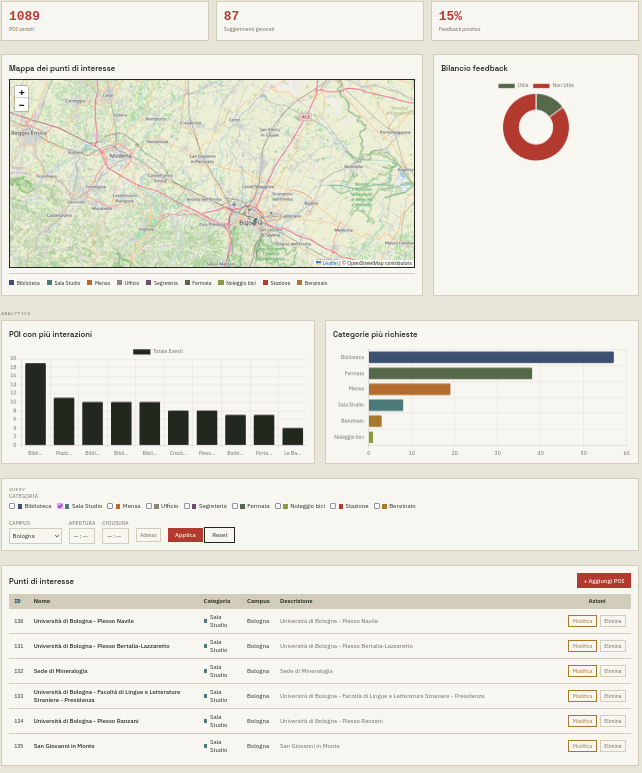 1089
POI censiti
87
Suggerimenti generati
15%
Feedback positivo
Mappa dei punti di interesse
+
−
Reggio Emilia
Modena
Bologna
Castel Maggiore
Vignola
Medicina
Budrio
Formigine
Maranello
Leaflet | © OpenStreetMap contributors
Biblioteca Sala Studio Mensa Ufficio Segreteria Fermata Noleggio bici Stazione Benzinaio
Bilancio feedback
Utile Non Utile
ANALYTICS
POI con più interazioni
Totale Eventi
20
18
16
14
12
10
8
6
4
2
0
Bibl... Piazz... Bibli... Bibli... Bibli... Crock... Pless... Batti... Porta... Le Ba...
Categorie più richieste
Biblioteca
Fermata
Mensa
Sala Studio
Benzinaio
Noleggio bici
0 10 20 30 40 50 60
QUERY
CATEGORIA
Biblioteca Sala Studio Mensa Ufficio Segreteria Fermata Noleggio bici Stazione Benzinaio
CAMPUS APERTURA CHIUSURA
Bologna --:-- --:-- Adesso Applica Reset
Punti di interesse
+ Aggiungi POI
ID Nome Categoria Campus Descrizione Azioni
130 Università di Bologna - Plesso Navile Sala Studio Bologna Università di Bologna - Plesso Navile Modifica Elimina
131 Università di Bologna - Plesso Bertalia-Lazzaretto Sala Studio Bologna Università di Bologna - Plesso Bertalia-Lazzaretto Modifica Elimina
132 Sede di Mineralogia Sala Studio Bologna Sede di Mineralogia Modifica Elimina
133 Università di Bologna - Facoltà di Lingue e Letterature Straniere - Presidenza Sala Studio Bologna Università di Bologna - Facoltà di Lingue e Letterature Straniere - Presidenza Modifica Elimina
134 Università di Bologna - Plesso Ranzani Sala Studio Bologna Università di Bologna - Plesso Ranzani Modifica Elimina
135 San Giovanni in Monte Sala Studio Bologna San Giovanni in Monte Modifica Elimina